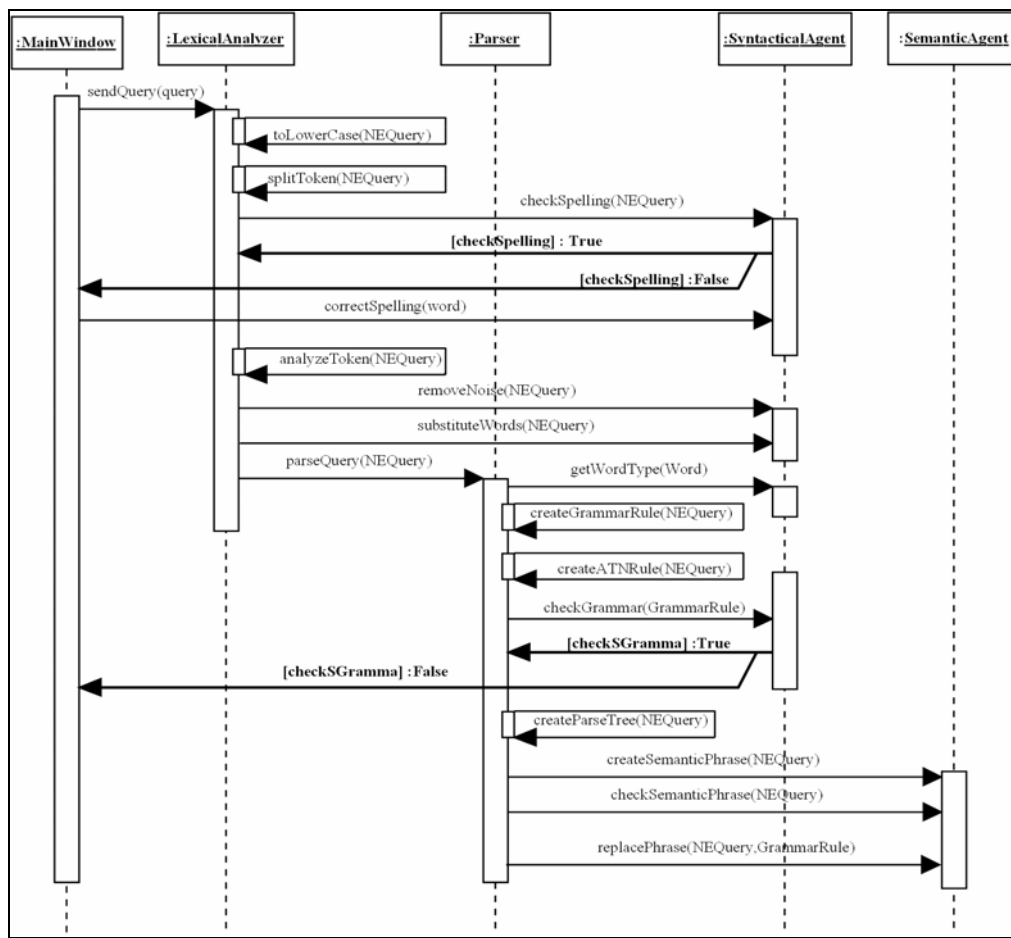 :MainWindow
:LexicalAnalyzer
:Parser
:SyntacticalAgent
:SemanticAgent
sendQuery(query)
toLowerCase(NEQuery)
splitToken(NEQuery)
checkSpelling(NEQuery)
[checkSpelling] : True
[checkSpelling] :False
correctSpelling(word)
analyzeToken(NEQuery)
removeNoise(NEQuery)
substituteWords(NEQuery)
parseQuery(NEQuery)
getWordType(Word)
createGrammarRule(NEQuery)
createATNRule(NEQuery)
checkGrammar(GrammarRule)
[checkSGramma] :True
[checkSGramma] :False
createParseTree(NEQuery)
createSemanticPhrase(NEQuery)
checkSemanticPhrase(NEQuery)
replacePhrase(NEQuery,GrammarRule)